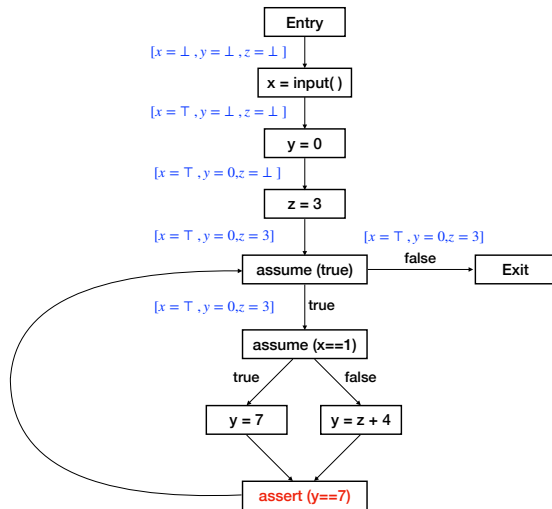 Entry
[x = ⊥ , y = ⊥ , z = ⊥ ]
x = input( )
[x = ⊤ , y = ⊥ , z = ⊥ ]
y = 0
[x = ⊤ , y = 0,z = ⊥ ]
z = 3
[x = ⊤ , y = 0,z = 3]
[x = ⊤ , y = 0,z = 3]
assume (true)
false
Exit
[x = ⊤ , y = 0,z = 3]
true
assume (x==1)
true
false
y = 7
y = z + 4
assert (y==7)